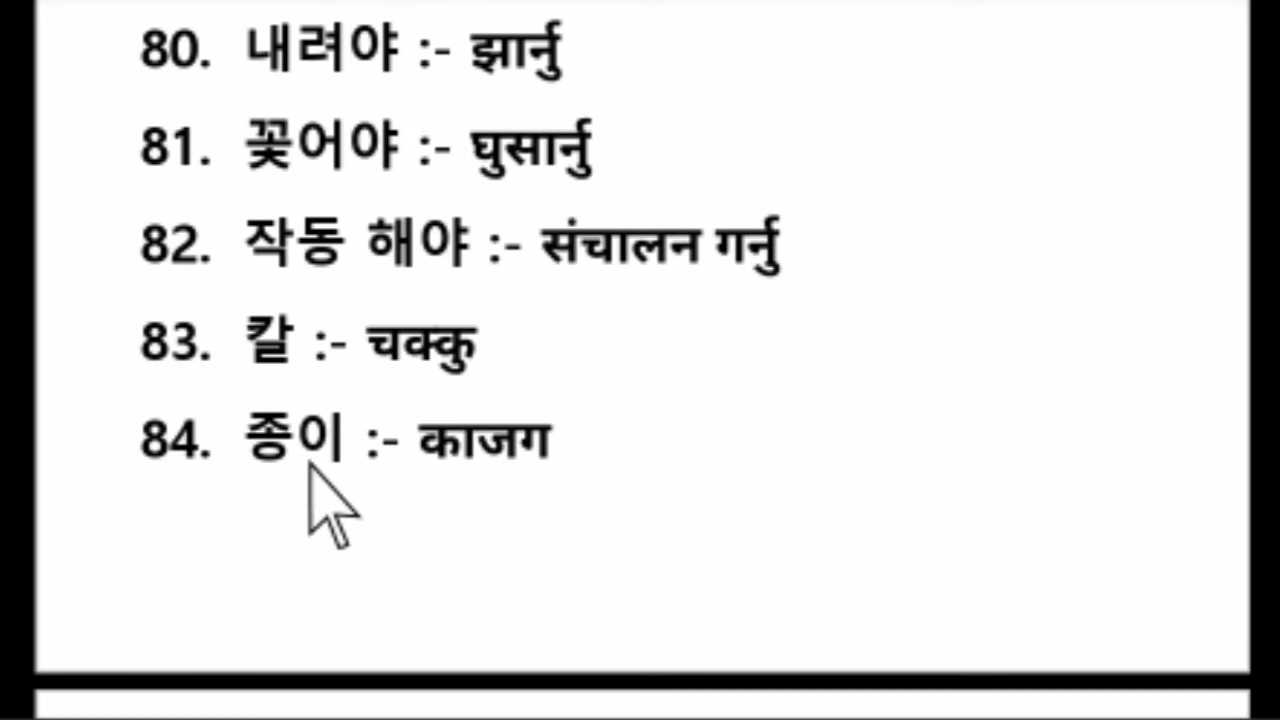 80. 내려야 :- झार्नु
81. 꽃어야 :- घुसार्नु
82. 작동 해야 :- संचालन गर्नु
83. 칼 :- चक्कु
84. 종이 :- काजग